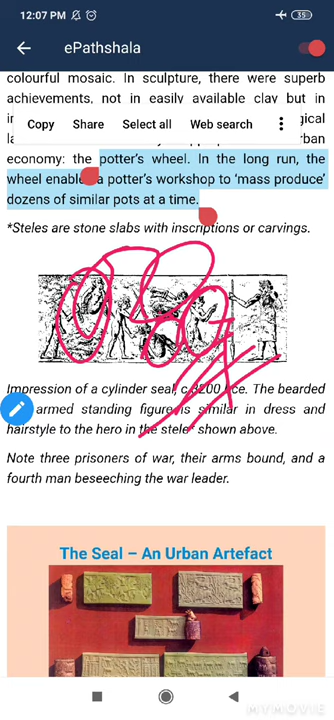 12:07 PM
35
ePathshala
colourful mosaic. In sculpture, there were superb
achievements, not in easily available clay but in
Copy Share Select all Web search
economy: the potter's wheel. In the long run, the
wheel enable a potter's workshop to 'mass produce'
dozens of similar pots at a time.
*Steles are stone slabs with inscriptions or carvings.
Impression of a cylinder seal, c.3200 BCE. The bearded
armed standing figure is similar in dress and
hairstyle to the hero in the stele* shown above.
Note three prisoners of war, their arms bound, and a
fourth man beseeching the war leader.
The Seal – An Urban Artefact
MYMOVIE